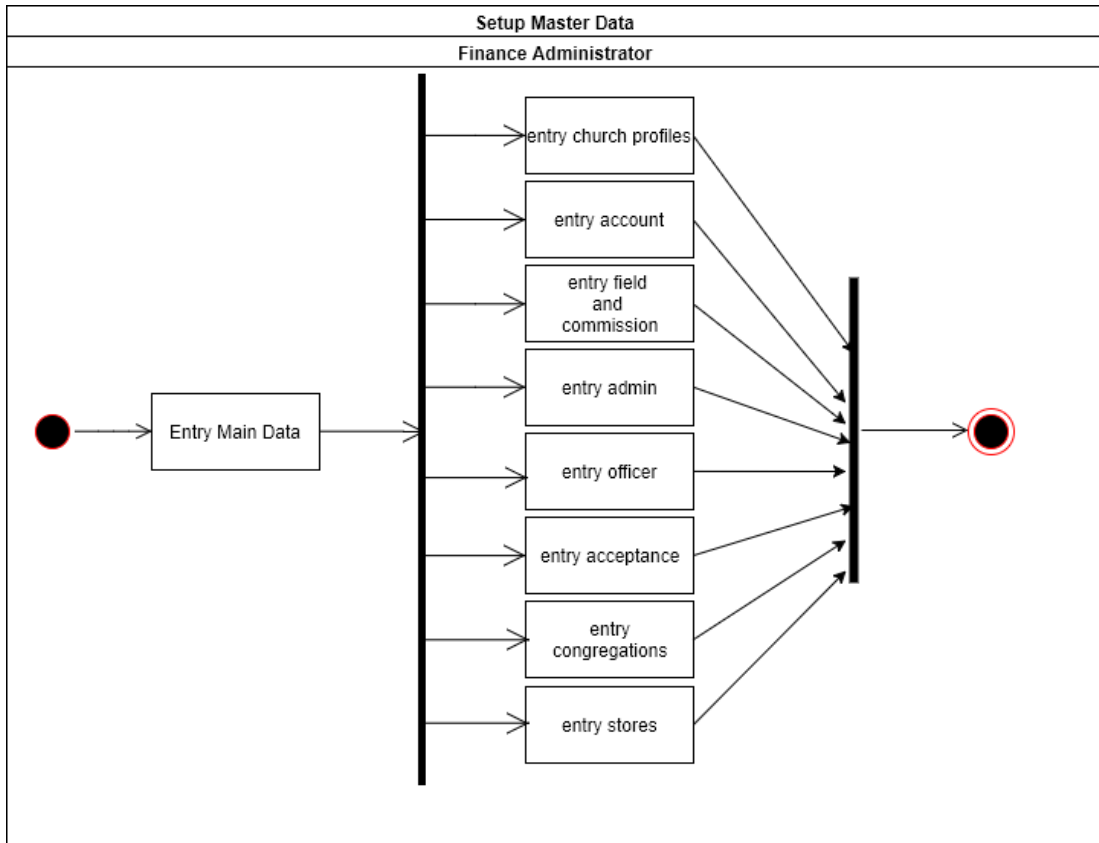 Setup Master Data
Finance Administrator
entry church profiles
entry account
entry field
and
commission
entry admin
Entry Main Data
entry officer
entry acceptance
entry
congregations
entry stores